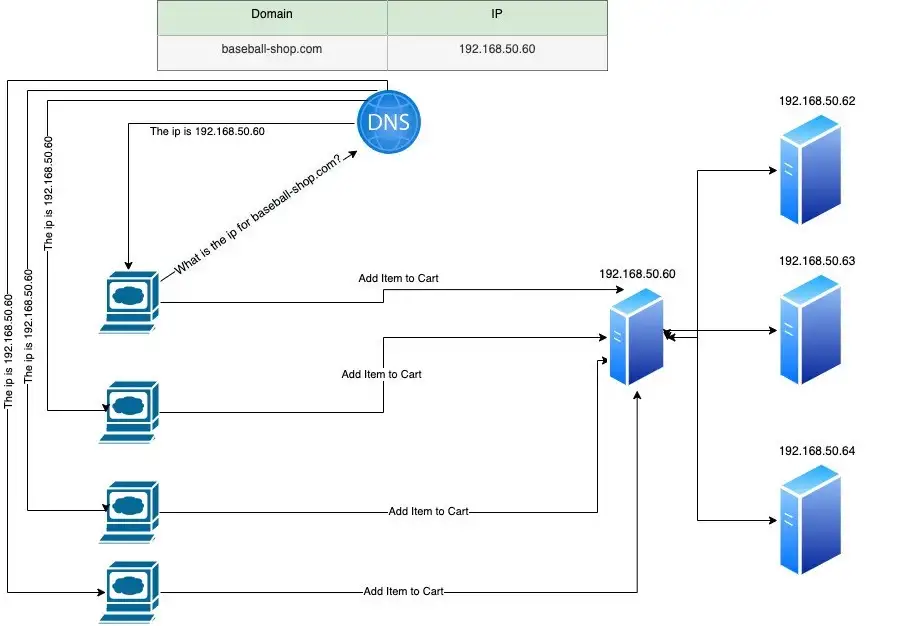 Domain IP
baseball-shop.com 192.168.50.60
DNS
The ip is 192.168.50.60
What is the ip for baseball-shop.com?
The ip is 192.168.50.60
The ip is 192.168.50.60
The ip is 192.168.50.60
Add Item to Cart
Add Item to Cart
Add Item to Cart
Add Item to Cart
192.168.50.60
192.168.50.62
192.168.50.63
192.168.50.64